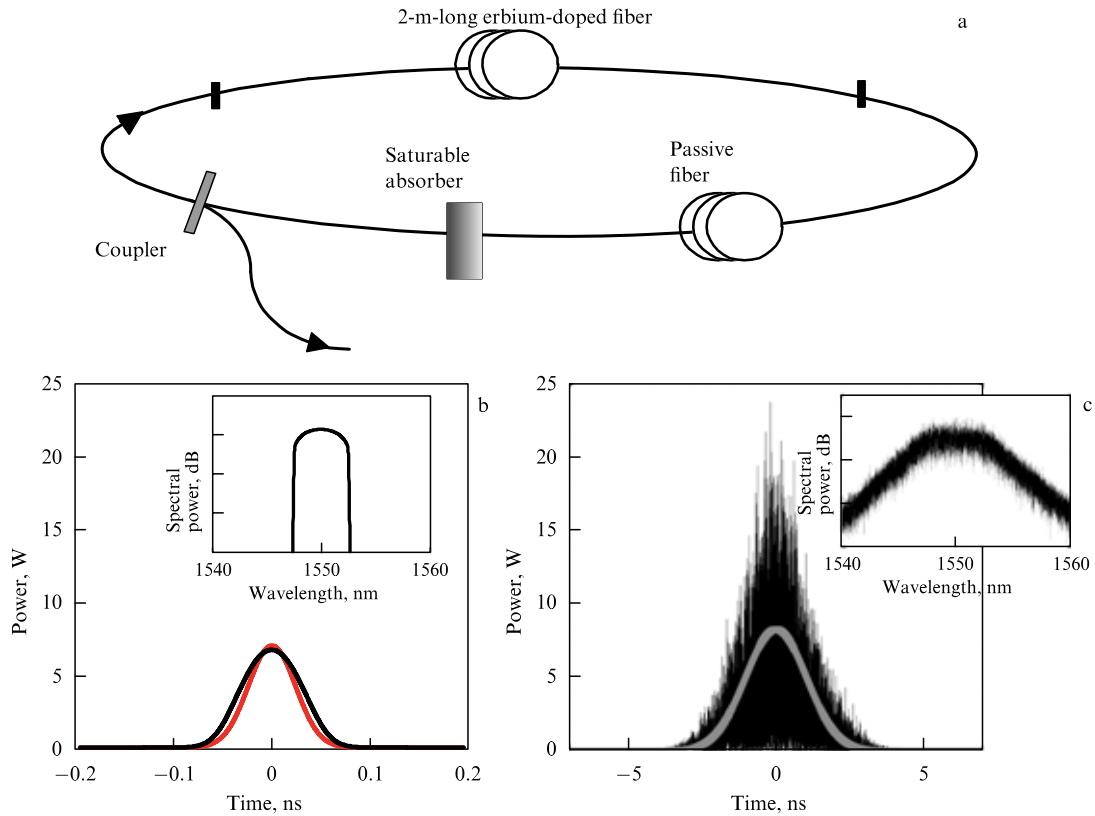 2-m-long erbium-doped fiber
a
Saturable
absorber
Passive
fiber
Coupler
25
20
15
10
5
0
−0.2
−0.1
0
0.1
0.2
Time, ns
Power, W
b
Spectral
power, dB
1540
1550
1560
Wavelength, nm
25
20
15
10
5
0
−5
0
5
Time, ns
Power, W
c
Spectral
power, dB
1540
1550
1560
Wavelength, nm